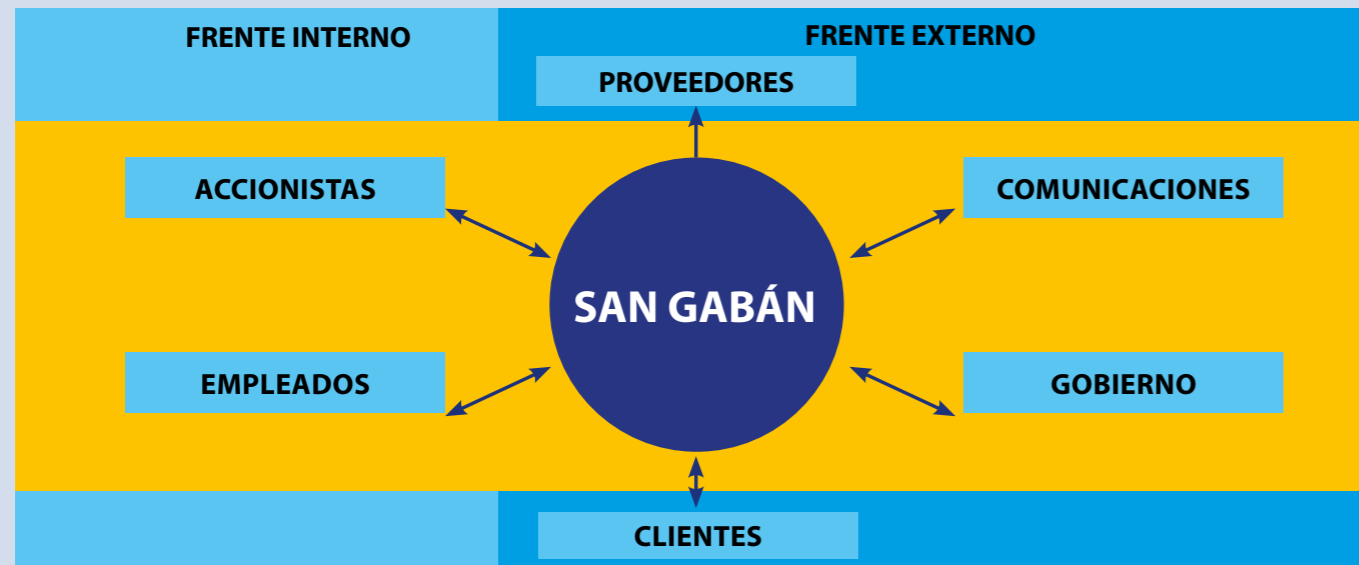 FRENTE INTERNO
FRENTE EXTERNO
PROVEEDORES
ACCIONISTAS
COMUNICACIONES
SAN GABÁN
EMPLEADOS
GOBIERNO
CLIENTES